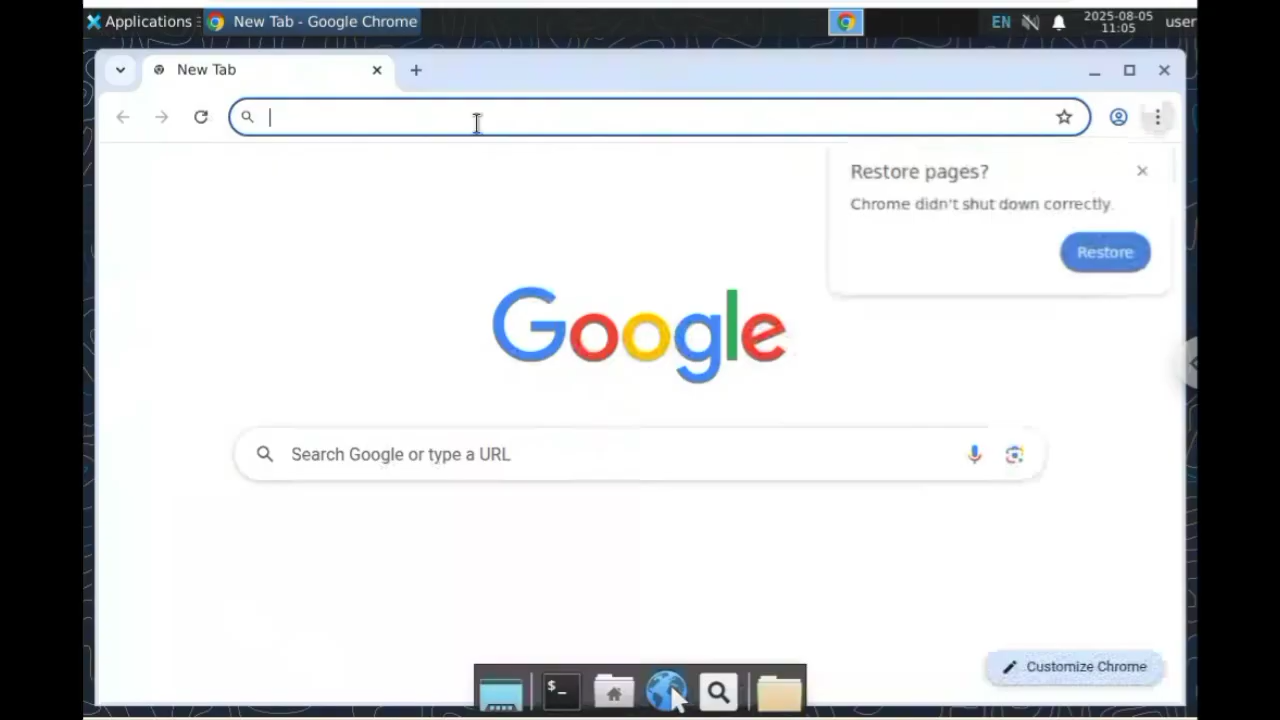 Applications
New Tab - Google Chrome
EN
2025-08-05
11:05
user
New Tab
Restore pages?
Chrome didn't shut down correctly.
Restore
Google
Search Google or type a URL
Customize Chrome
$_